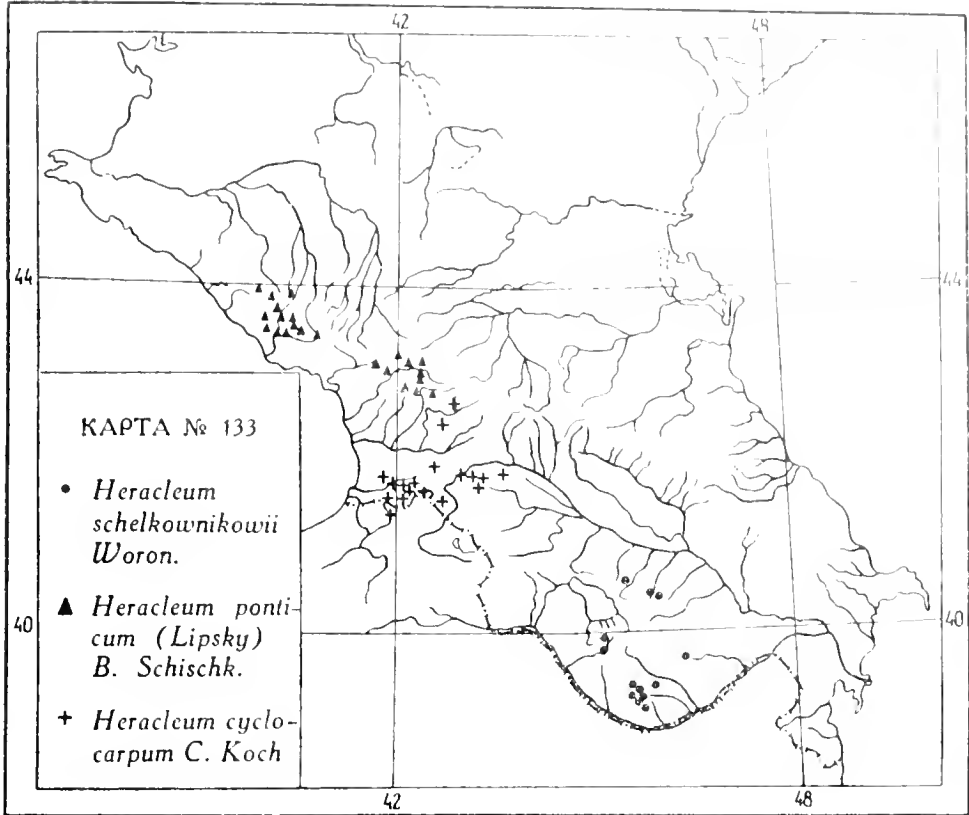 42
48
44
44
КАРТА № 133
Heracleum
schelkownikowii
Woron.
Heracleum ponti-
cum (Lipsky)
B. Schischk.
Heracleum cyclo-
carpum C. Koch
40
40
42
48